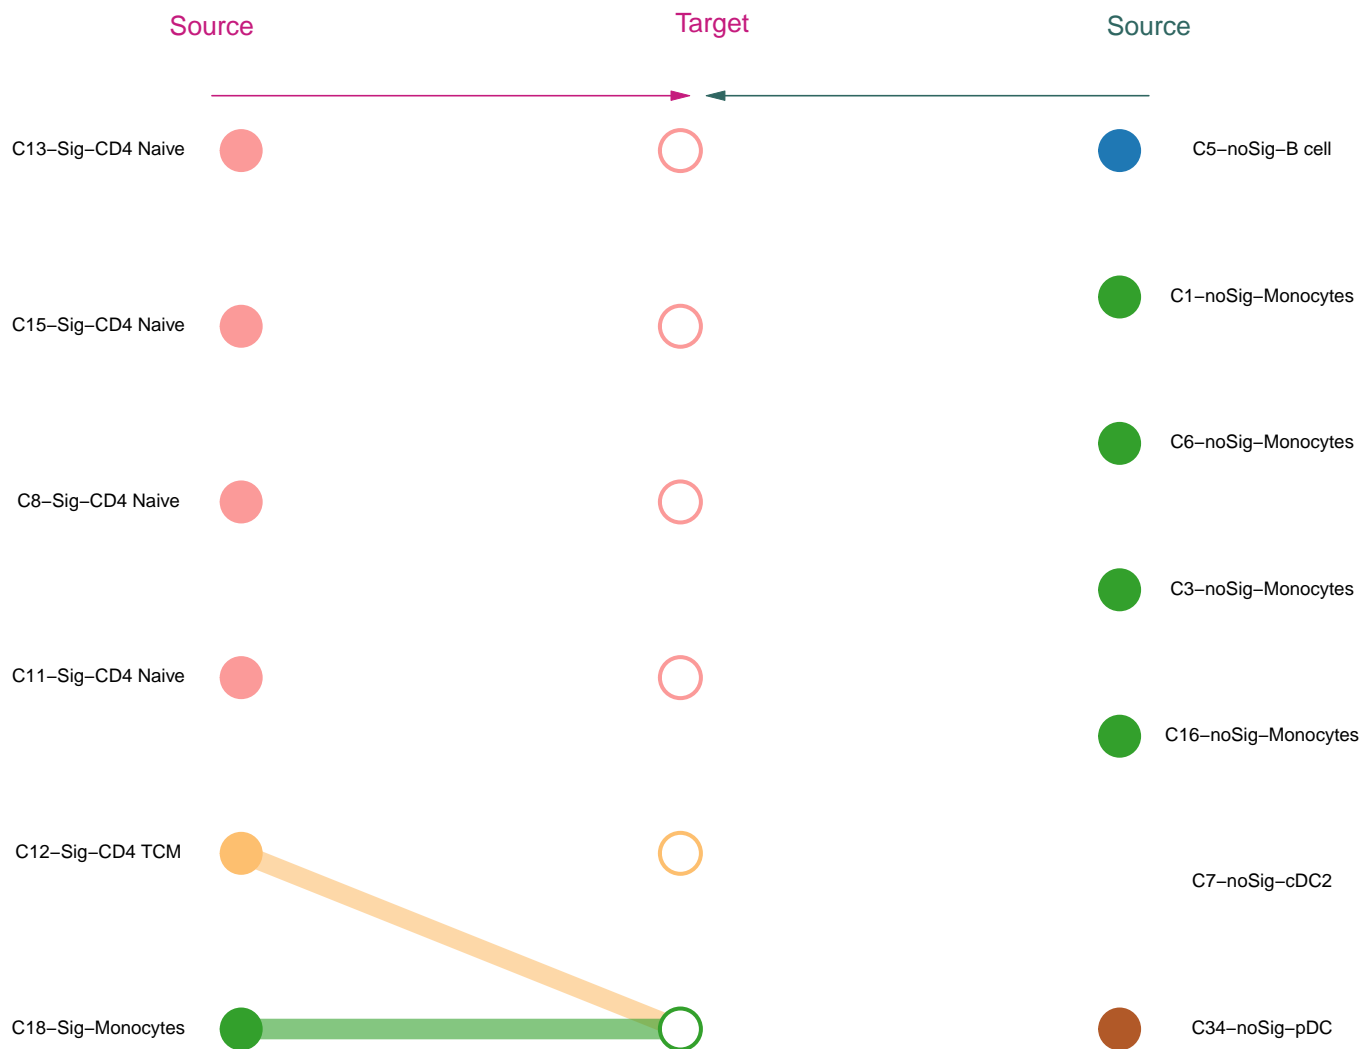 Source
Target
Source
C13−Sig−CD4 Naive
C5−noSig−B cell
C1−noSig−Monocytes
C15−Sig−CD4 Naive
C6−noSig−Monocytes
C8−Sig−CD4 Naive
C3−noSig−Monocytes
C11−Sig−CD4 Naive
C16−noSig−Monocytes
C12−Sig−CD4 TCM
C7−noSig−cDC2
C18−Sig−Monocytes
C34−noSig−pDC